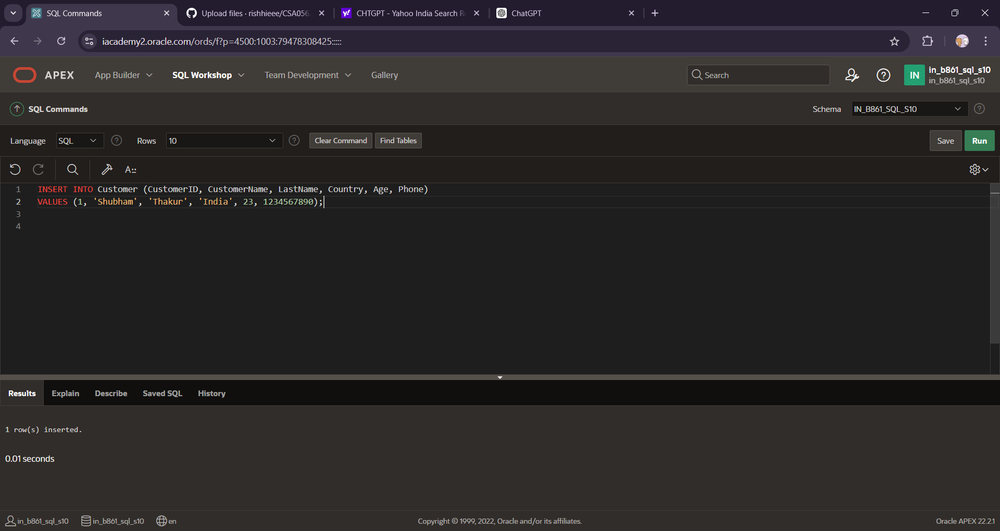 SQL Commands
Upload files · rishhieee/CSA056
CHTGPT - Yahoo India Search R
ChatGPT
iacademy2.oracle.com/ords/f?p=4500:1003:79478308425:::::
APEX
App Builder
SQL Workshop
Team Development
Gallery
Search
IN
in_b861_sql_s10
in_b861_sql_s10
SQL Commands
Schema
IN_B861_SQL_S10
Language
SQL
Rows
10
Clear Command
Find Tables
Save
Run
A::
1 INSERT INTO Customer (CustomerID, CustomerName, LastName, Country, Age, Phone)
2 VALUES (1, 'Shubham', 'Thakur', 'India', 23, 1234567890);
3
4
Results
Explain
Describe
Saved SQL
History
1 row(s) inserted.
0.01 seconds
in_b861_sql_s10
in_b861_sql_s10
en
Copyright © 1999, 2022, Oracle and/or its affiliates.
Oracle APEX 22.2.1